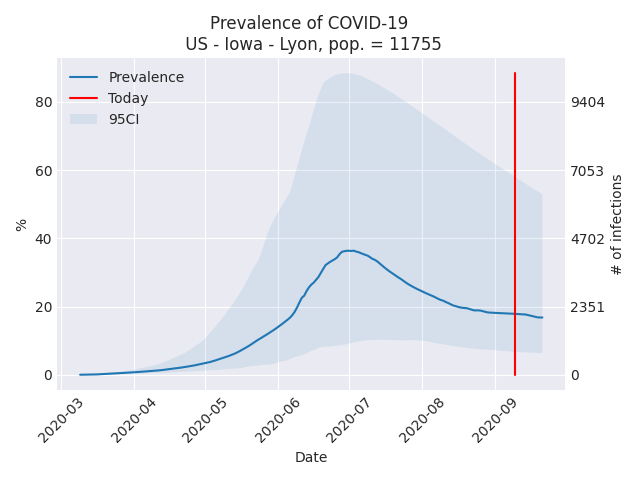 Prevalence of COVID-19
US - Iowa - Lyon, pop. = 11755
Prevalence
Today
95CI
80
60
40
20
0
%
9404
7053
4702
2351
0
# of infections
2020-03
2020-04
2020-05
2020-06
2020-07
2020-08
2020-09
Date